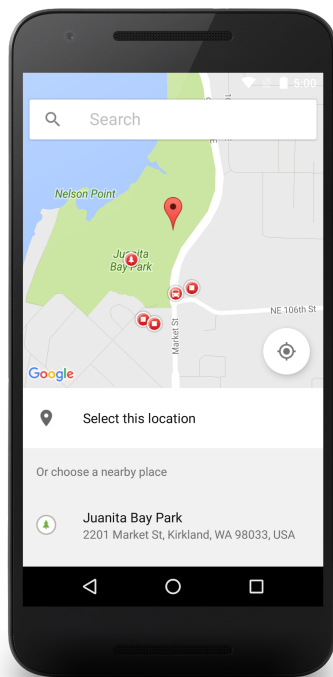 5:00
Search
Nelson Point
Juanita
Bay Park
NE 106th St
Market St
Google
Select this location
Or choose a nearby place
Juanita Bay Park
2201 Market St, Kirkland, WA 98033, USA